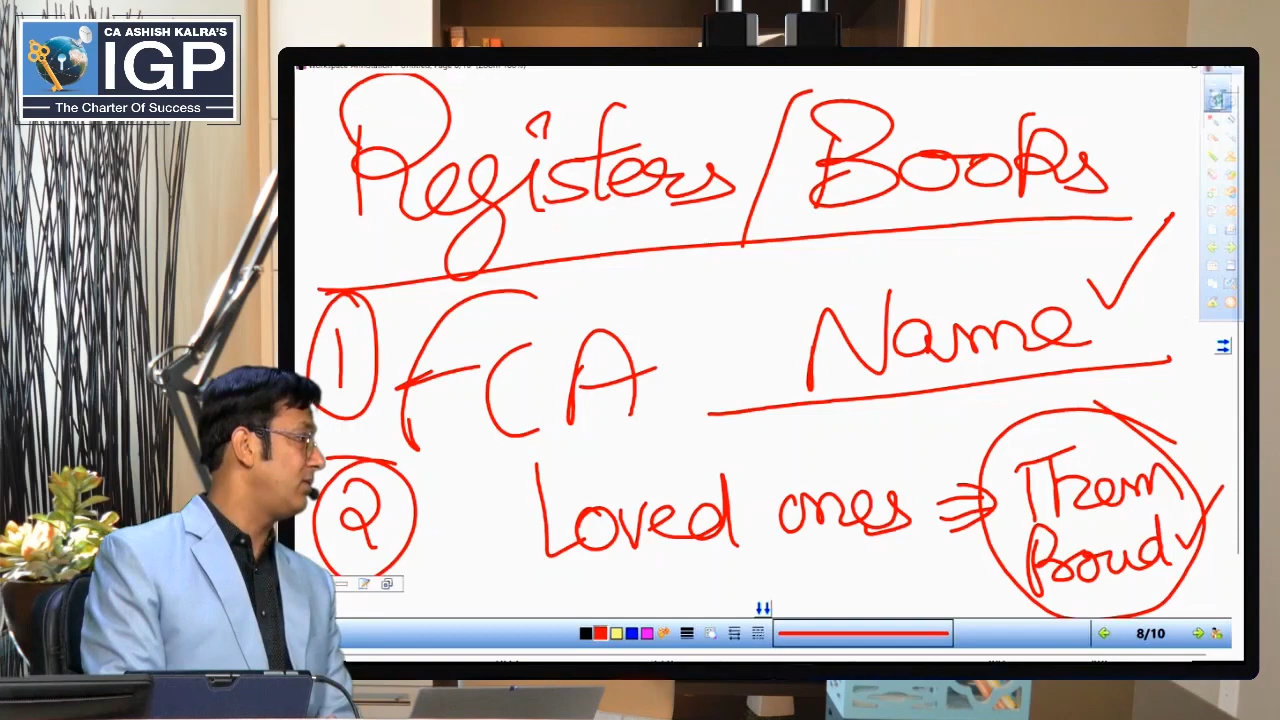 CA ASHISH KALRA'S
IGP
The Charter Of Success
Registers/Books
1 FCA Name
2 Loved ones ⇒ Them
Proud
8/10